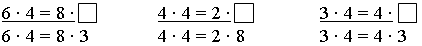 6 · 4 = 8 · □ 4 · 4 = 2 · □ 3 · 4 = 4 · □
6 · 4 = 8 · 3 4 · 4 = 2 · 8 3 · 4 = 4 · 3